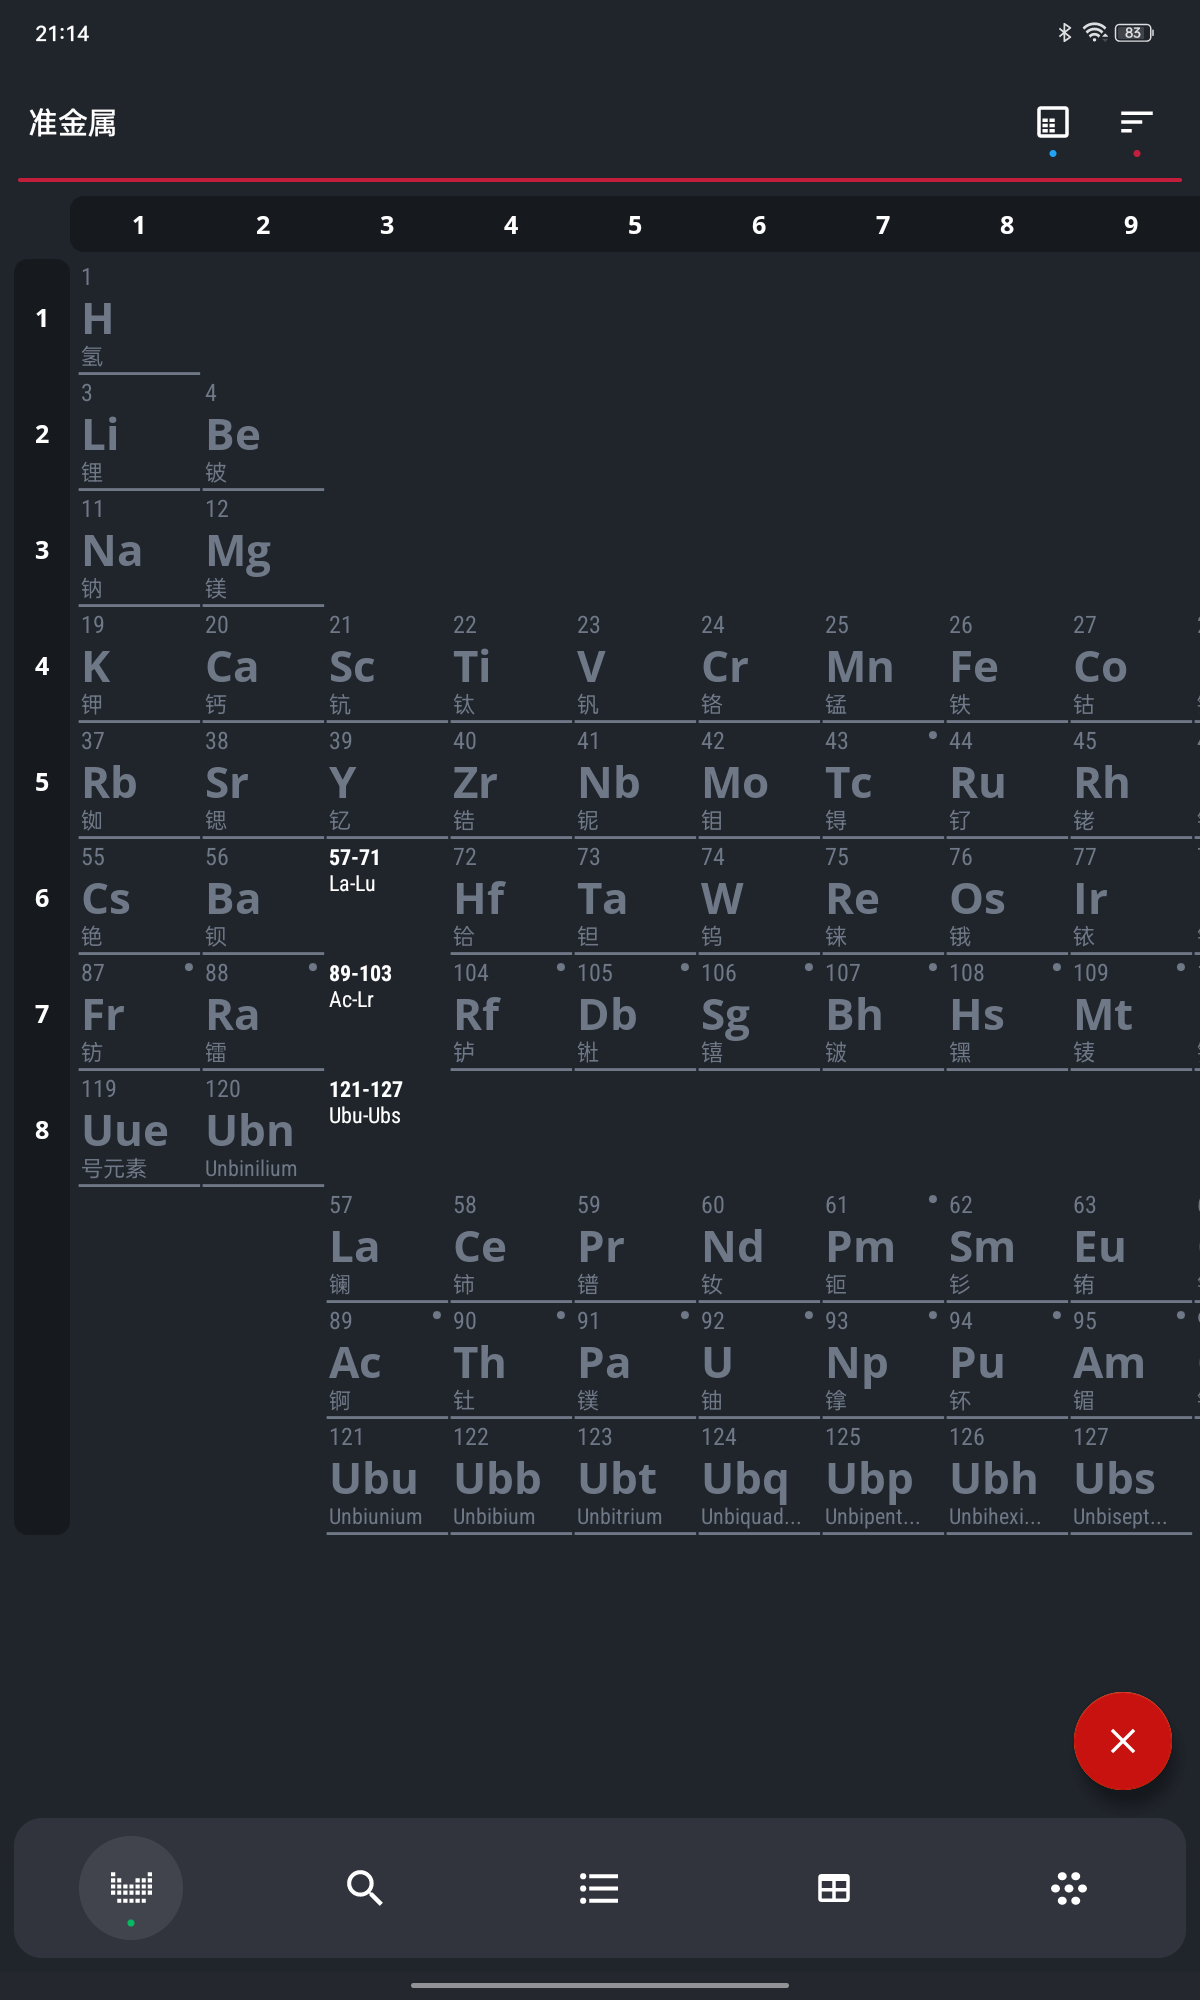 21:14
83
准金属
1 2 3 4 5 6 7 8 9
1
1
H
氢
2
3 4
Li Be
锂 铍
3
11 12
Na Mg
钠 镁
4
19 20 21 22 23 24 25 26 27
K Ca Sc Ti V Cr Mn Fe Co
钾 钙 钪 钛 钒 铬 锰 铁 钴
5
37 38 39 40 41 42 43 44 45
Rb Sr Y Zr Nb Mo Tc Ru Rh
铷 锶 钇 锆 铌 钼 锝 钌 铑
6
55 56 57-71 72 73 74 75 76 77
Cs Ba La-Lu Hf Ta W Re Os Ir
铯 钡 铪 钽 钨 铼 锇 铱
7
87 88 89-103 104 105 106 107 108 109
Fr Ra Ac-Lr Rf Db Sg Bh Hs Mt
钫 镭 𬬻 𬭊 𬭳 𬭛 𬭶 鿏
8
119 120 121-127
Uue Ubn Ubu-Ubs
号元素 Unbinilium
57 58 59 60 61 62 63
La Ce Pr Nd Pm Sm Eu
镧 铈 镨 钕 钷 钐 铕
89 90 91 92 93 94 95
Ac Th Pa U Np Pu Am
锕 钍 镤 铀 镎 钚 镅
121 122 123 124 125 126 127
Ubu Ubb Ubt Ubq Ubp Ubh Ubs
Unbiunium Unbibium Unbitrium Unbiquad... Unbipent... Unbihexi... Unbisept...